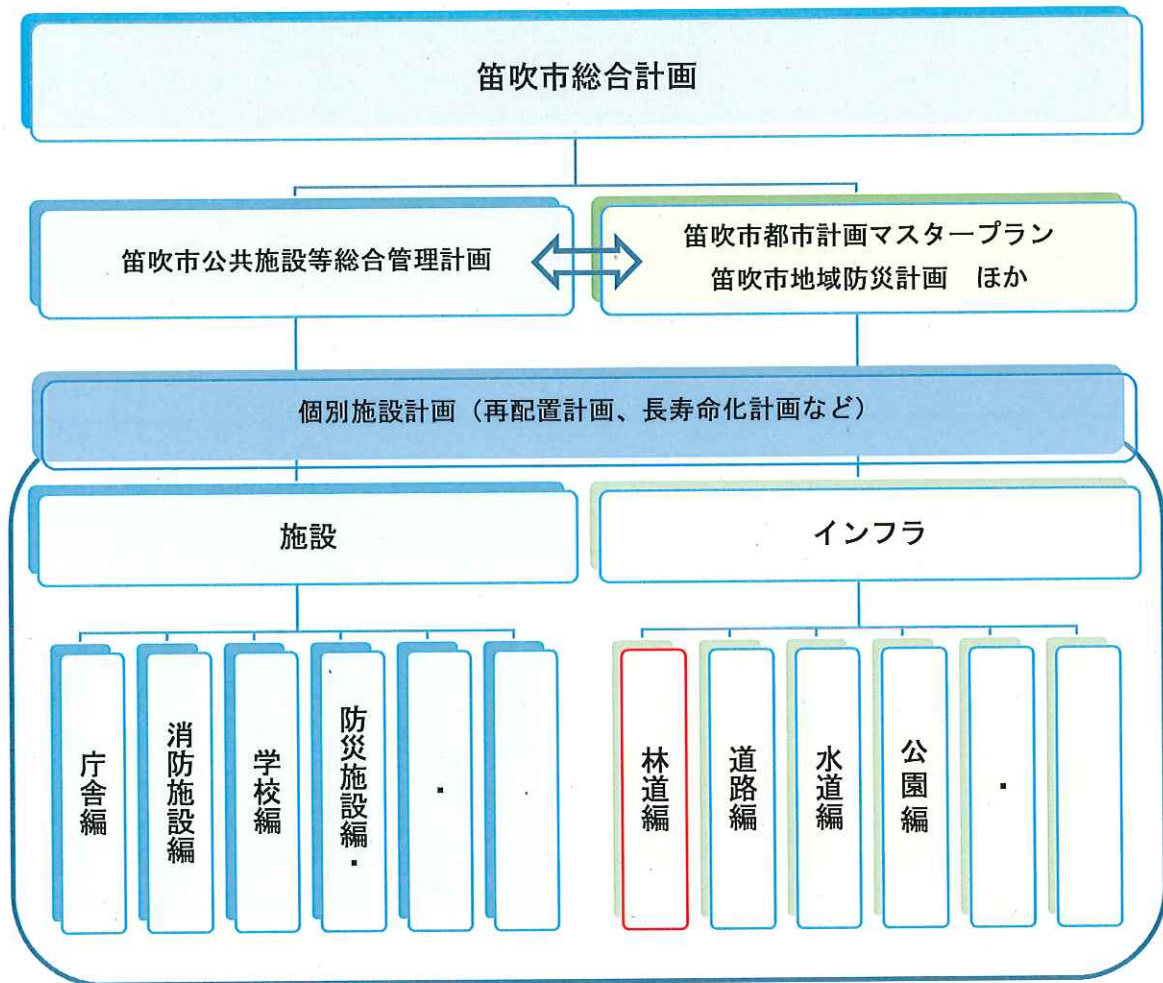 笛吹市総合計画
笛吹市公共施設等総合管理計画
笛吹市都市計画マスタープラン
笛吹市地域防災計画　ほか
個別施設計画（再配置計画、長寿命化計画など）
施設
インフラ
庁舎編
消防施設編
学校編
防災施設編・
・
.
林道編
道路編
水道編
公園編
・